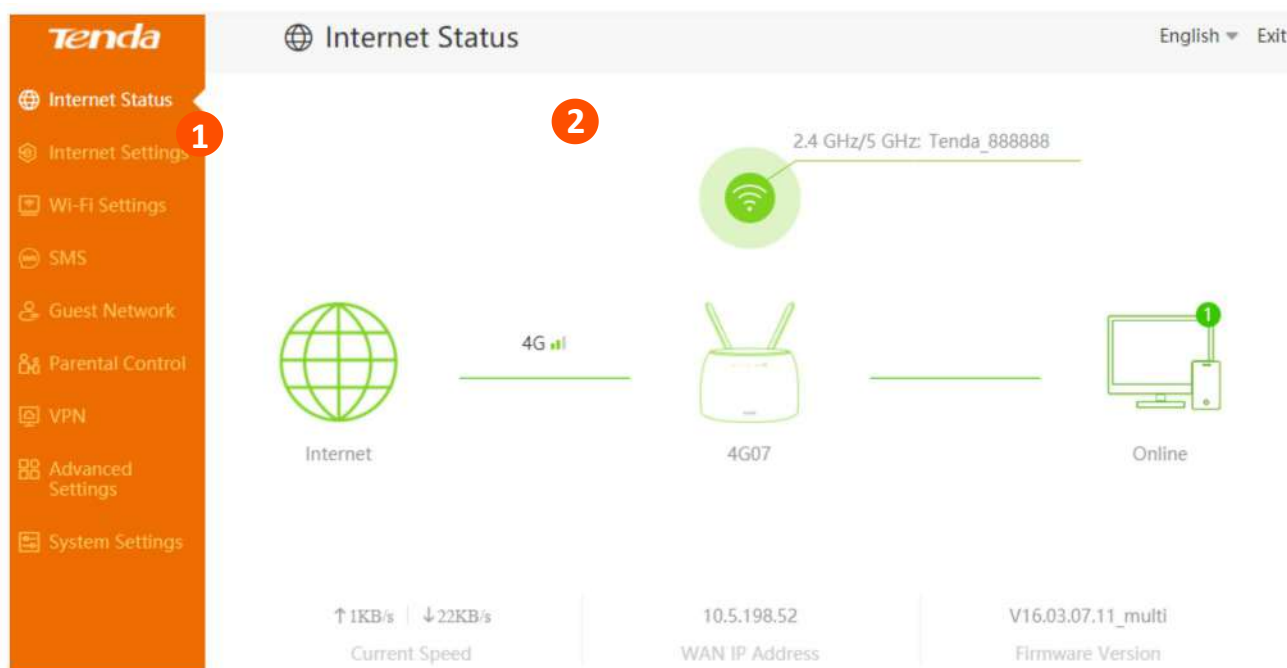 Tenda
Internet Status
English
Exit
Internet Status
1
Internet Settings
Wi-Fi Settings
SMS
Guest Network
Parental Control
VPN
Advanced
Settings
System Settings
2
2.4 GHz/5 GHz: Tenda_888888
4G
1
Internet
4G07
Online
↑1KB/s ↓22KB/s
10.5.198.52
V16.03.07.11_multi
Current Speed
WAN IP Address
Firmware Version